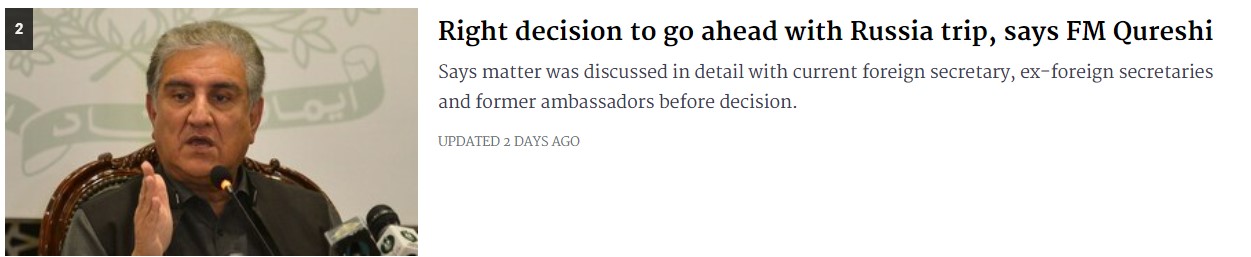 2
Right decision to go ahead with Russia trip, says FM Qureshi
Says matter was discussed in detail with current foreign secretary, ex-foreign secretaries
and former ambassadors before decision.
UPDATED 2 DAYS AGO